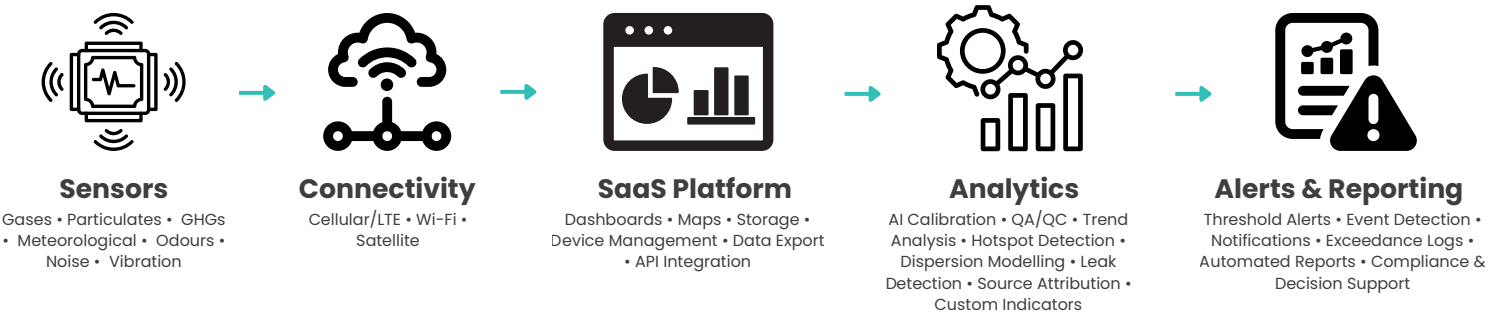 Sensors
Gases • Particulates • GHGs
• Meteorological • Odours •
Noise • Vibration
Connectivity
Cellular/LTE • Wi-Fi •
Satellite
SaaS Platform
Dashboards • Maps • Storage •
Device Management • Data Export
• API Integration
Analytics
AI Calibration • QA/QC • Trend
Analysis • Hotspot Detection •
Dispersion Modelling • Leak
Detection • Source Attribution •
Custom Indicators
Alerts & Reporting
Threshold Alerts • Event Detection •
Notifications • Exceedance Logs •
Automated Reports • Compliance &
Decision Support